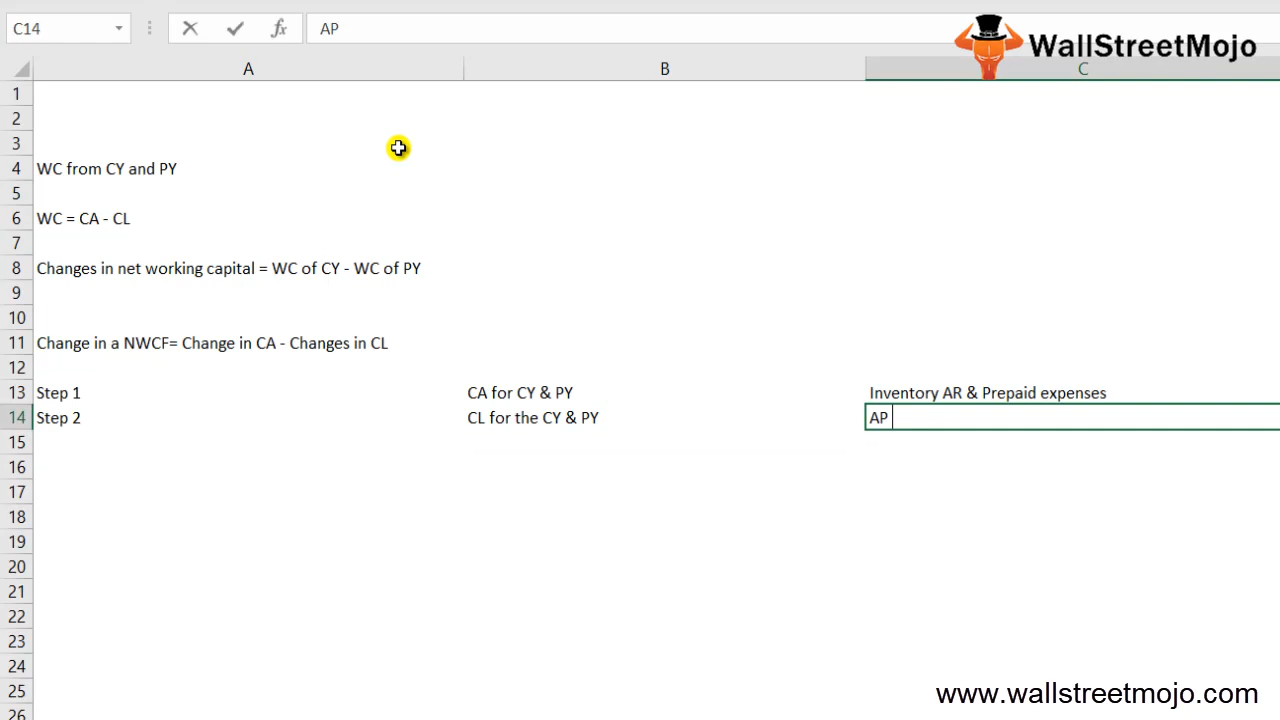 C14
fx
AP
WallStreetMojo
A
B
C
1
2
3
4
WC from CY and PY
5
6
WC = CA - CL
7
8
Changes in net working capital = WC of CY - WC of PY
9
10
11
Change in a NWCF= Change in CA - Changes in CL
12
13
Step 1
CA for CY & PY
Inventory AR & Prepaid expenses
14
Step 2
CL for the CY & PY
AP
15
16
17
18
19
20
21
22
23
24
25
26
www.wallstreetmojo.com